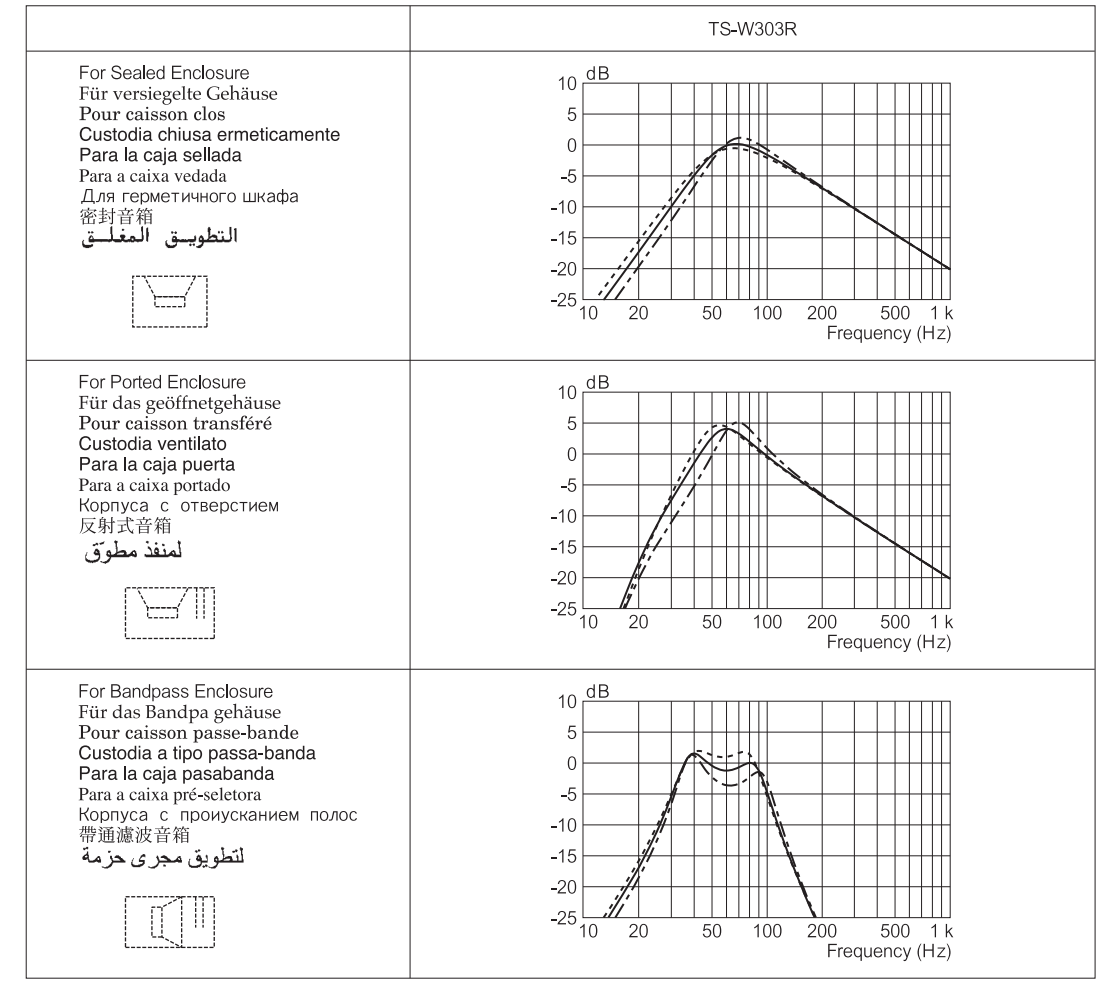 TS-W303R
For Sealed Enclosure
Für versiegelte Gehäuse
Pour caisson clos
Custodia chiusa ermeticamente
Para la caja sellada
Para a caixa vedada
Для герметичного шкафа
密封音箱
التطويــق المغلــق
dB
10
5
0
-5
-10
-15
-20
-25
10 20 50 100 200 500 1 k
Frequency (Hz)
For Ported Enclosure
Für das geöffnetgehäuse
Pour caisson transféré
Custodia ventilato
Para la caja puerta
Para a caixa portado
Корпуса с отверстием
反射式音箱
لمنفذ مطوّق
dB
10
5
0
-5
-10
-15
-20
-25
10 20 50 100 200 500 1 k
Frequency (Hz)
For Bandpass Enclosure
Für das Bandpa gehäuse
Pour caisson passe-bande
Custodia a tipo passa-banda
Para la caja pasabanda
Para a caixa pré-seletora
Корпуса с проиусканием полос
帶通濾波音箱
لتطويق مجرى حزمة
dB
10
5
0
-5
-10
-15
-20
-25
10 20 50 100 200 500 1 k
Frequency (Hz)